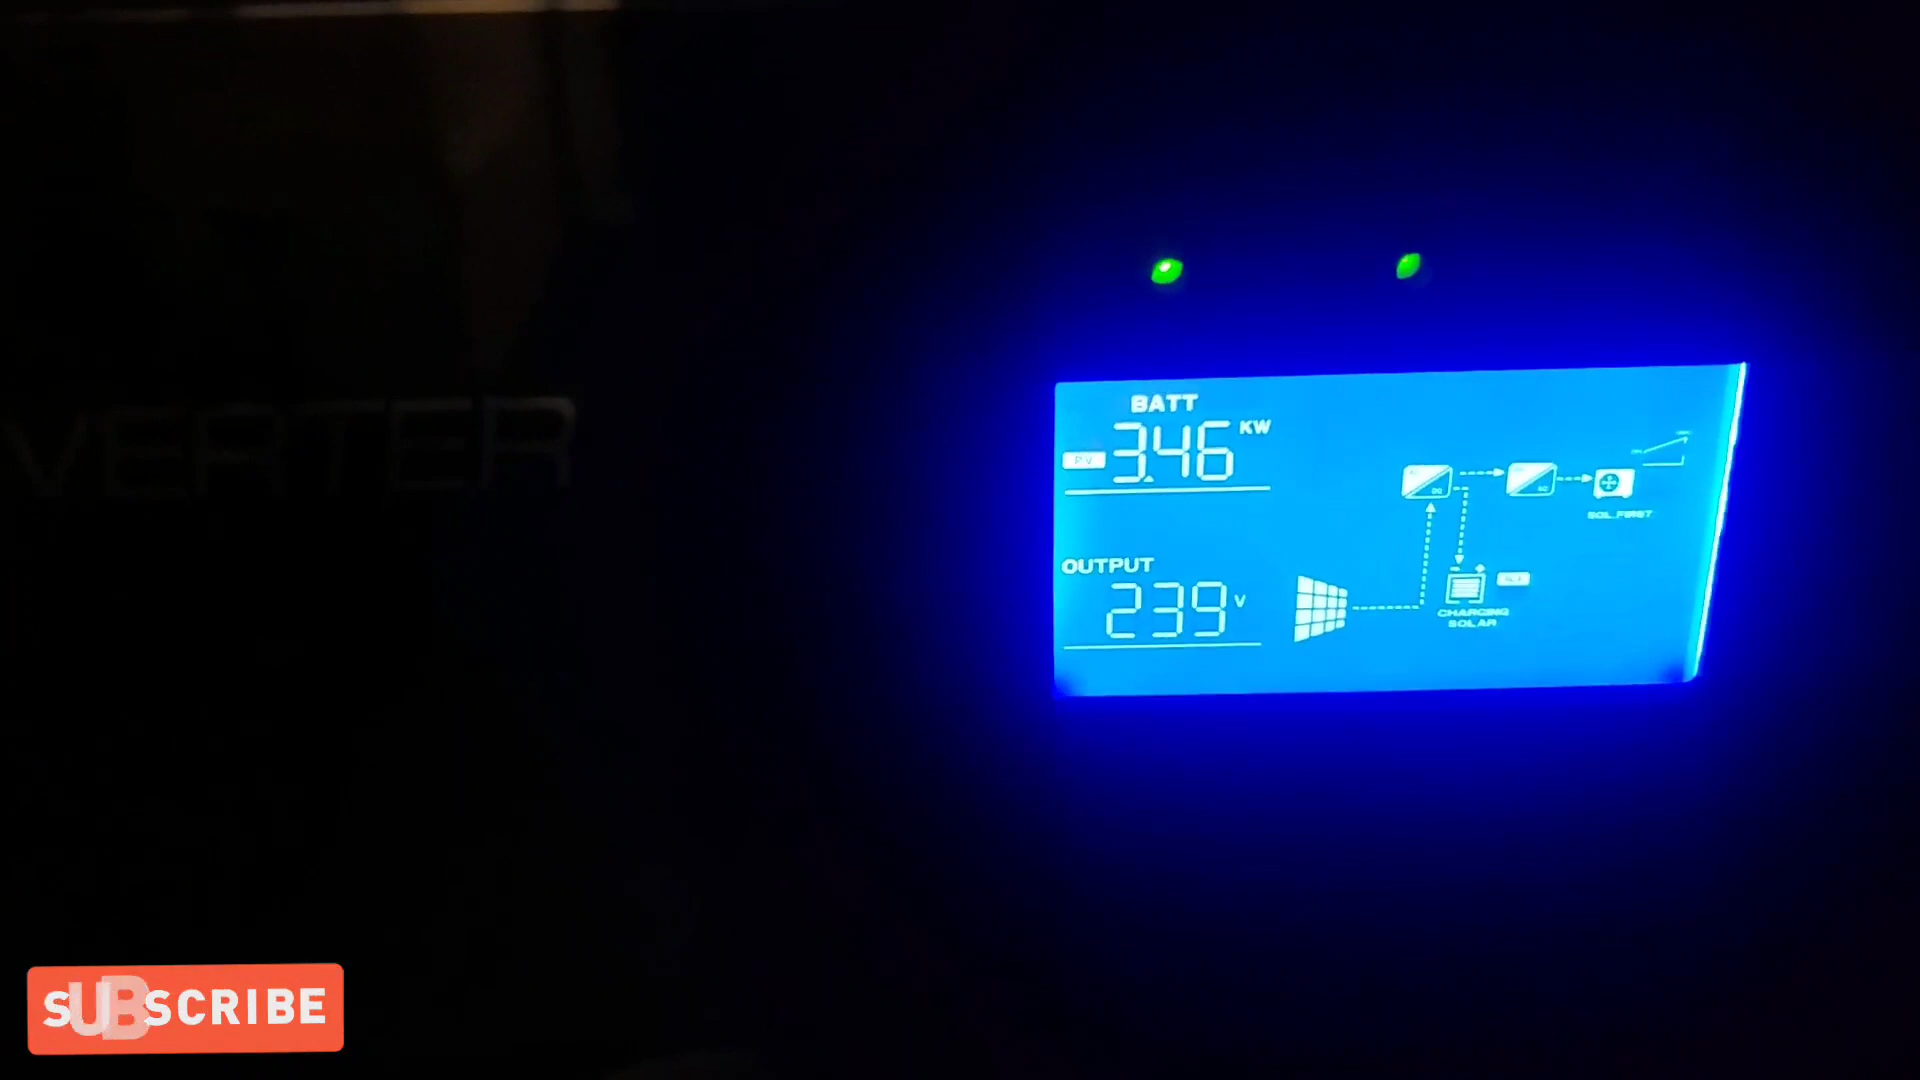 VERTER
BATT
PV 3.46 KW
OUTPUT
239 V
SOL.FIRST
CHARGING
SOLAR
SUBSCRIBE